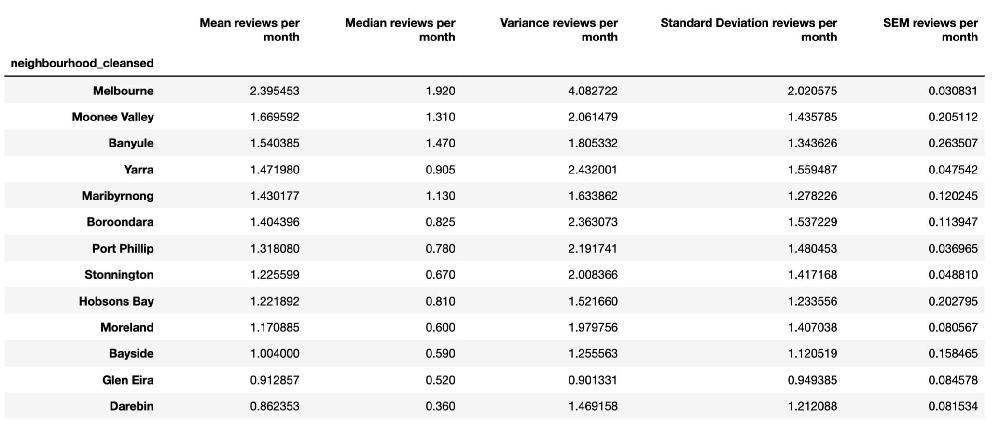 Mean reviews per month Median reviews per month Variance reviews per month Standard Deviation reviews per month SEM reviews per month
neighbourhood_cleansed
Melbourne 2.395453 1.920 4.082722 2.020575 0.030831
Moonee Valley 1.669592 1.310 2.061479 1.435785 0.205112
Banyule 1.540385 1.470 1.805332 1.343626 0.263507
Yarra 1.471980 0.905 2.432001 1.559487 0.047542
Maribyrnong 1.430177 1.130 1.633862 1.278226 0.120245
Boroondara 1.404396 0.825 2.363073 1.537229 0.113947
Port Phillip 1.318080 0.780 2.191741 1.480453 0.036965
Stonnington 1.225599 0.670 2.008366 1.417168 0.048810
Hobsons Bay 1.221892 0.810 1.521660 1.233556 0.202795
Moreland 1.170885 0.600 1.979756 1.407038 0.080567
Bayside 1.004000 0.590 1.255563 1.120519 0.158465
Glen Eira 0.912857 0.520 0.901331 0.949385 0.084578
Darebin 0.862353 0.360 1.469158 1.212088 0.081534